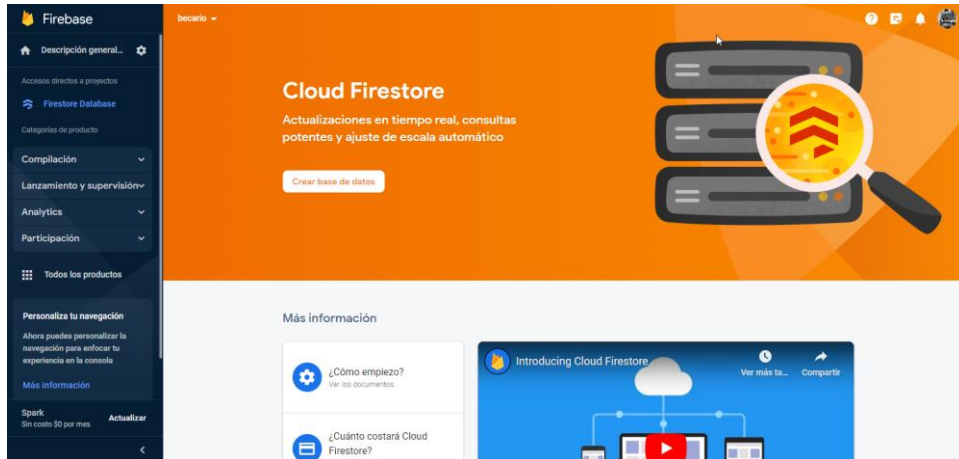 Firebase
Descripción general...
Accesos directos a proyectos
Firestore Database
Categorías de producto
Compilación
Lanzamiento y supervisión
Analytics
Participación
Todos los productos
Personaliza tu navegación
Ahora puedes personalizar la
navegación para enfocar tu
experiencia en la consola
Más información
Spark
Sin costo $0 por mes
Actualizar
becario
Cloud Firestore
Actualizaciones en tiempo real, consultas
potentes y ajuste de escala automático
Crear base de datos
Más información
¿Cómo empiezo?
Ver los documentos
¿Cuánto costará Cloud
Firestore?
Introducing Cloud Firestore
Ver más ta...
Compartir